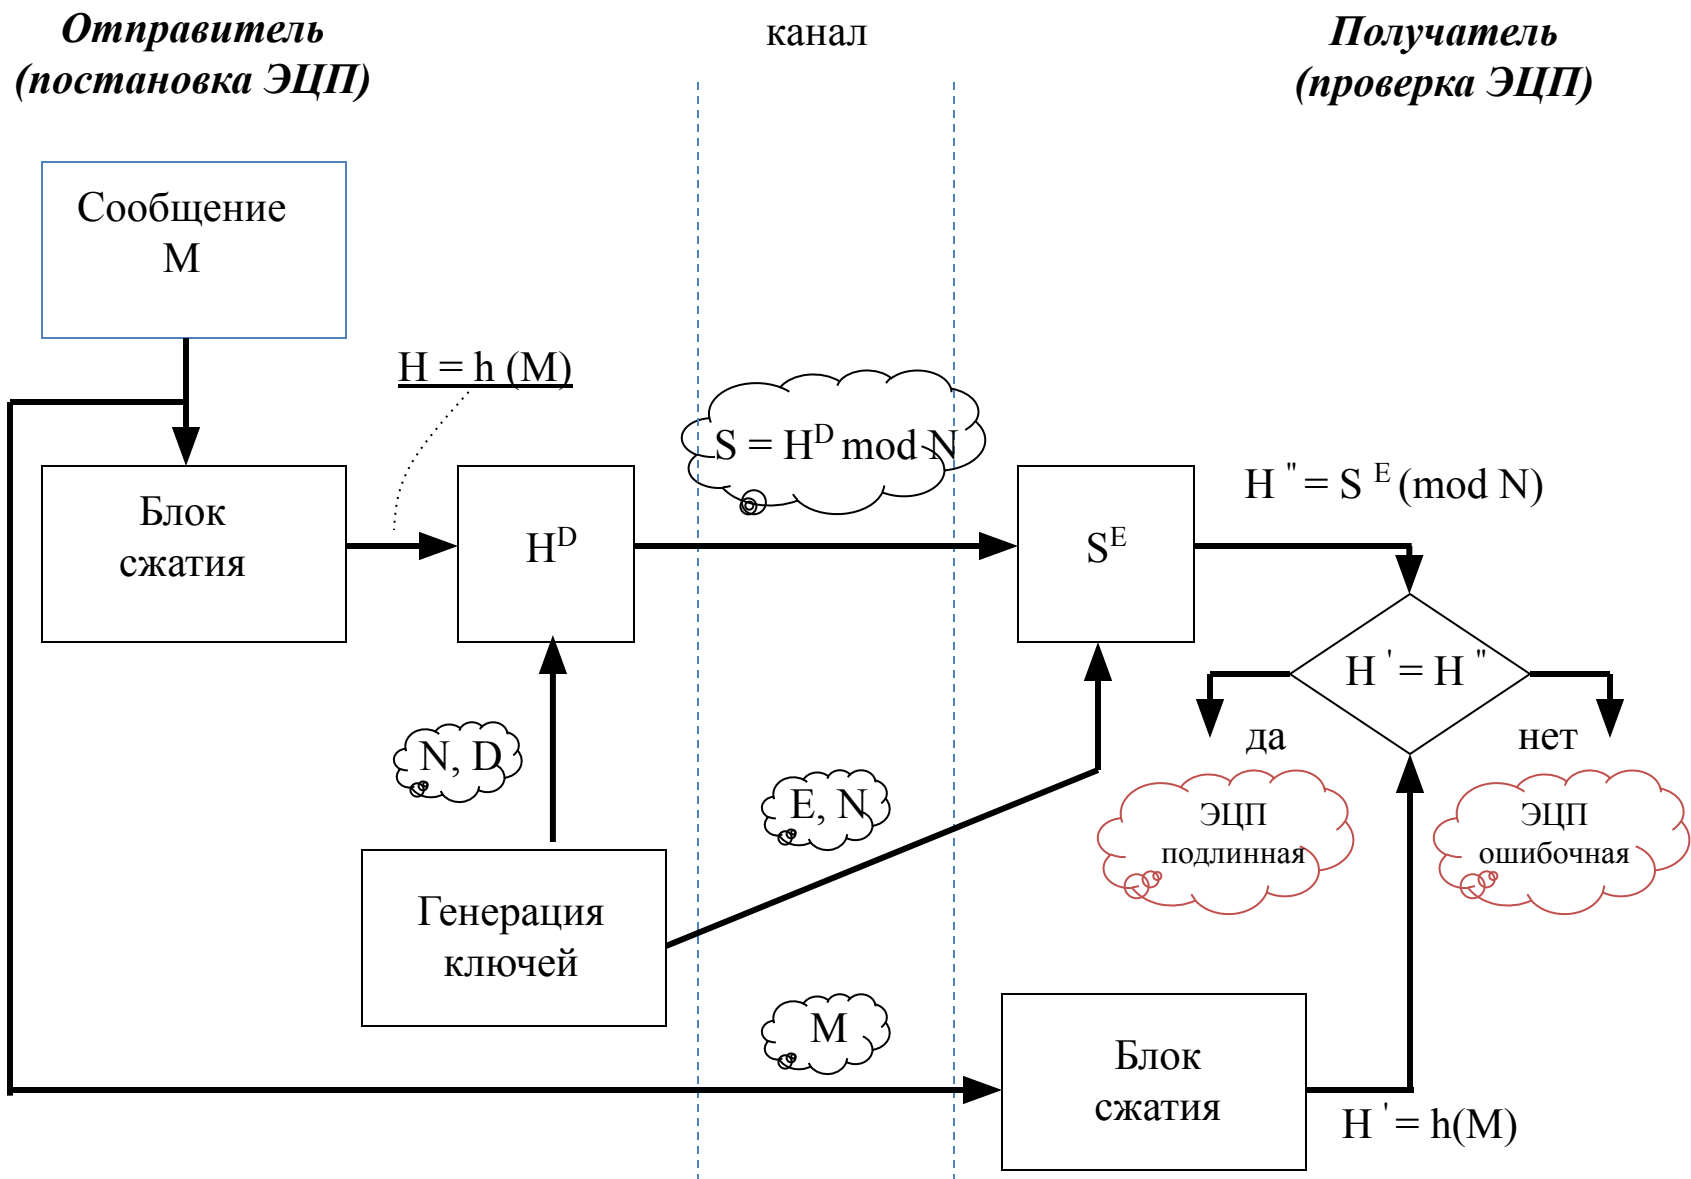 Отправитель
(постановка ЭЦП)
канал
Получатель
(проверка ЭЦП)
Сообщение
М
H = h (M)
S = H^D mod N
H '' = S ^E (mod N)
Блок
сжатия
H^D
S^E
H ' = H ''
да
нет
N, D
E, N
ЭЦП
подлинная
ЭЦП
ошибочная
Генерация
ключей
М
Блок
сжатия
H ' = h(M)